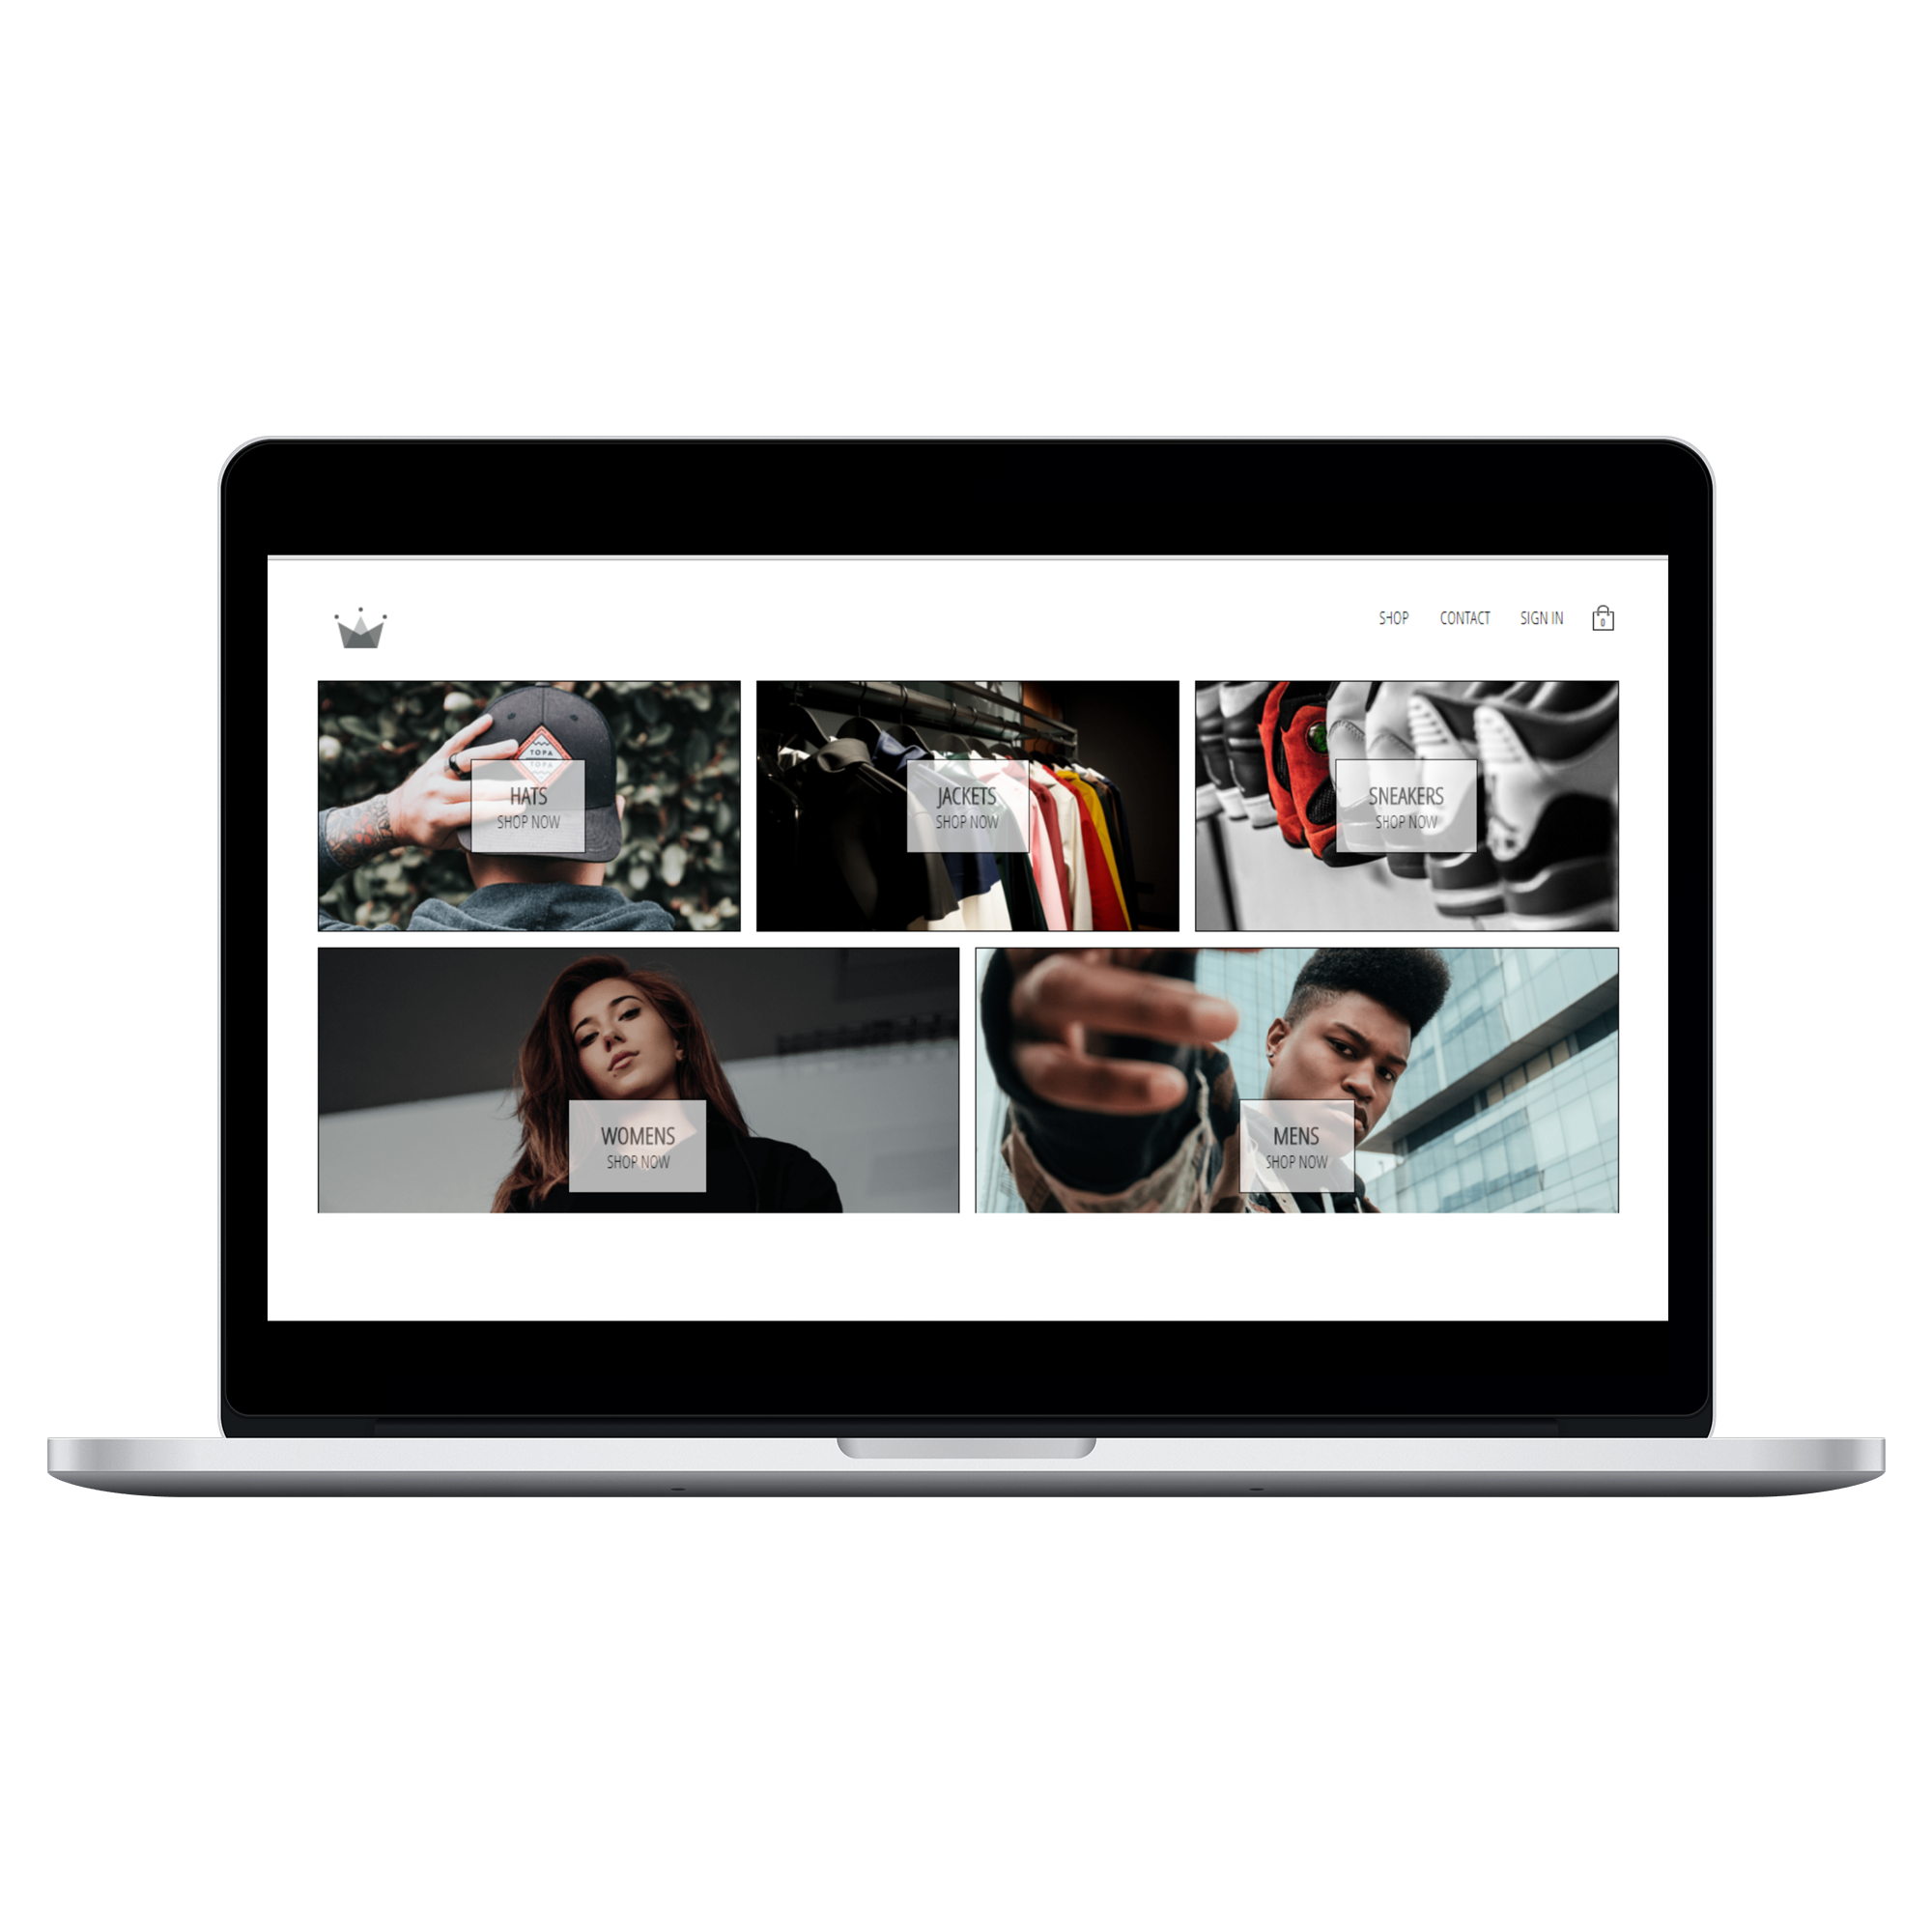 SHOP
CONTACT
SIGN IN
0
TOPA
TOPA
HATS
SHOP NOW
JACKETS
SHOP NOW
SNEAKERS
SHOP NOW
WOMENS
SHOP NOW
MENS
SHOP NOW